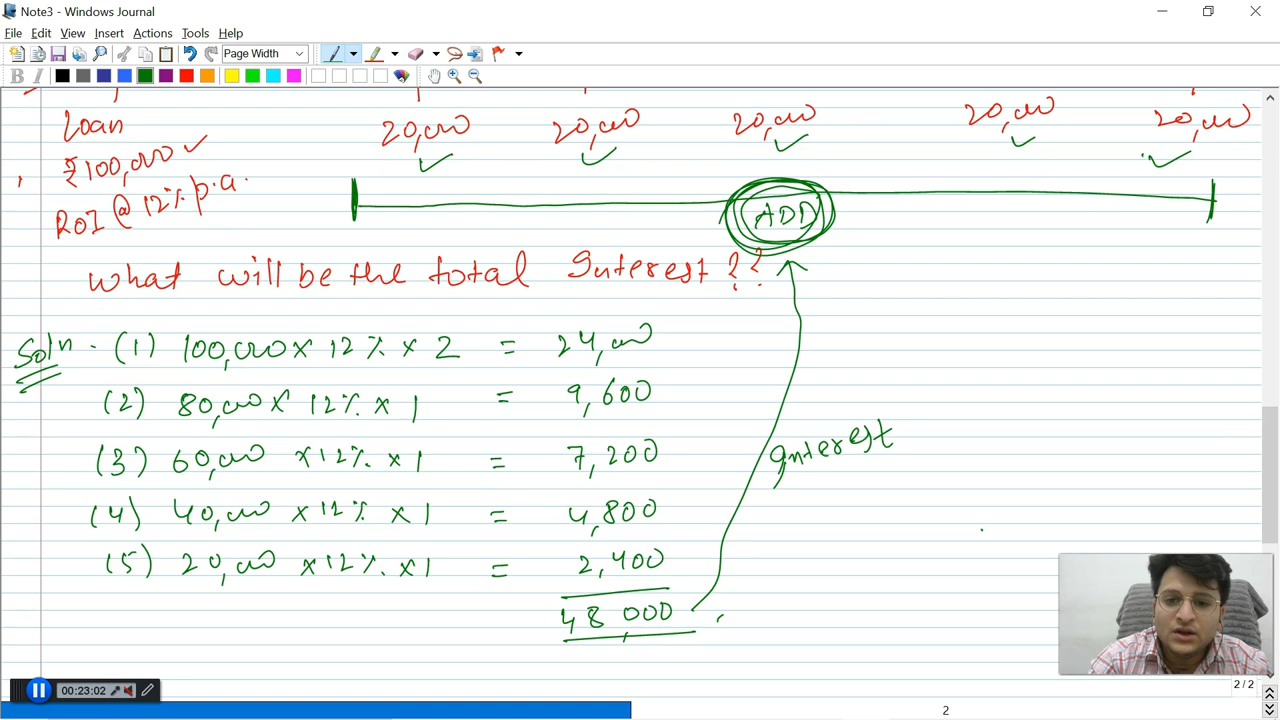 Note3 - Windows Journal
File Edit View Insert Actions Tools Help
Page Width
B I
Loan
₹100,000
ROI @ 12% p.a.
20,000 20,000 20,000 20,000 20,000
ADD
What will be the total Interest??
Soln. (1) 100,000 x 12% x 2 = 24,000
(2) 80,000 x 12% x 1 = 9,600
(3) 60,000 x 12% x 1 = 7,200
Interest
(4) 40,000 x 12% x 1 = 4,800
(5) 20,000 x 12% x 1 = 2,400
48,000
00:23:02
2 / 2
2